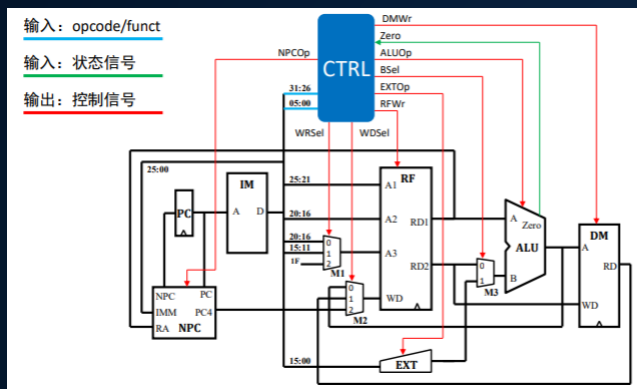 输入：opcode/funct
输入：状态信号
输出：控制信号
DMWr
Zero
NPCOp
ALUOp
CTRL
BSel
31:26
EXTOp
05:00
RFWr
WRSel
WDSel
25:00
IM
25:21
A1
RF
PC
A
D
20:16
A2
RD1
A
Zero
DM
20:16
0
15:11
1
A3
ALU
A
1F
2
RD2
0
RD
M1
1
B
NPC
PC
0
M3
IMM
PC4
1
WD
WD
RA
NPC
2
M2
15:00
EXT